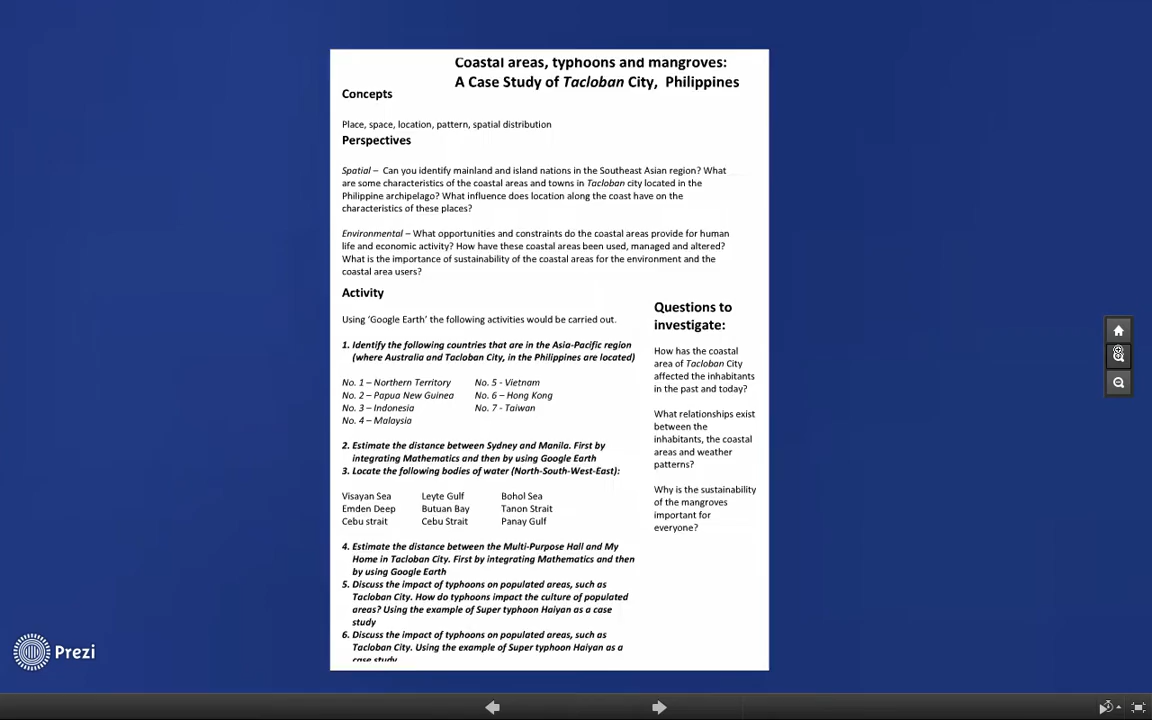 Coastal areas, typhoons and mangroves:
A Case Study of Tacloban City, Philippines
Concepts
Place, space, location, pattern, spatial distribution
Perspectives
Spatial – Can you identify mainland and island nations in the Southeast Asian region? What
are some characteristics of the coastal areas and towns in Tacloban city located in the
Philippine archipelago? What influence does location along the coast have on the
characteristics of these places?
Environmental – What opportunities and constraints do the coastal areas provide for human
life and economic activity? How have these coastal areas been used, managed and altered?
What is the importance of sustainability of the coastal areas for the environment and the
coastal area users?
Activity
Using ‘Google Earth’ the following activities would be carried out.
1. Identify the following countries that are in the Asia-Pacific region
(where Australia and Tacloban City, in the Philippines are located)
No. 1 – Northern Territory No. 5 - Vietnam
No. 2 – Papua New Guinea No. 6 – Hong Kong
No. 3 – Indonesia No. 7 - Taiwan
No. 4 – Malaysia
2. Estimate the distance between Sydney and Manila. First by
integrating Mathematics and then by using Google Earth
3. Locate the following bodies of water (North-South-West-East):
Visayan Sea Leyte Gulf Bohol Sea
Emden Deep Butuan Bay Tanon Strait
Cebu strait Cebu Strait Panay Gulf
4. Estimate the distance between the Multi-Purpose Hall and My
Home in Tacloban City. First by integrating Mathematics and then
by using Google Earth
5. Discuss the impact of typhoons on populated areas, such as
Tacloban City. How do typhoons impact the culture of populated
areas? Using the example of Super typhoon Haiyan as a case
study
6. Discuss the impact of typhoons on populated areas, such as
Tacloban City. Using the example of Super typhoon Haiyan as a
case study
Questions to
investigate:
How has the coastal
area of Tacloban City
affected the inhabitants
in the past and today?
What relationships exist
between the
inhabitants, the coastal
areas and weather
patterns?
Why is the sustainability
of the mangroves
important for
everyone?
Prezi